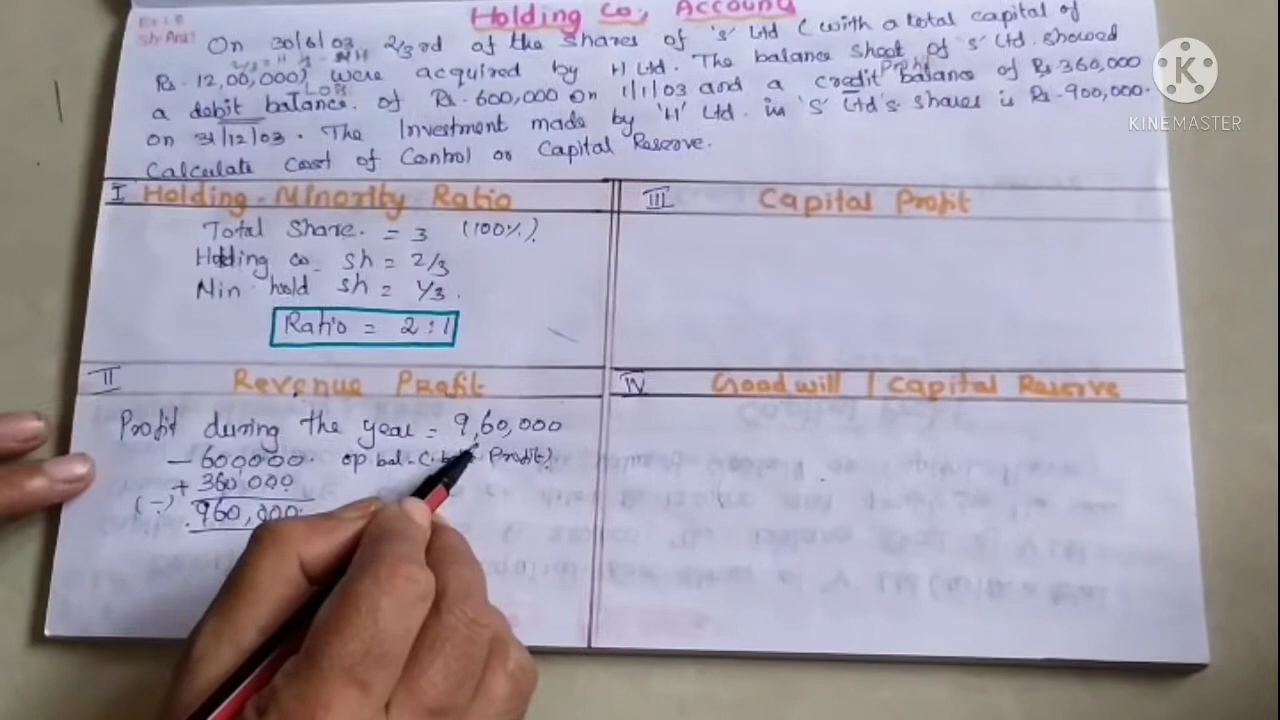 Holding Co; Account
On 30/6/03 2/3rd of the shares of 'S' Ltd (with a total capital of
Rs. 12,00,000) were acquired by H Ltd. The balance sheet of 'S' Ltd. showed
Loss
Profit
a debit balance of Rs. 600,000 on 1/1/03 and a credit balance of Rs 360,000
on 31/12/03. The Investment made by 'H' Ltd. in 'S' Ltd's shares is Rs. 900,000.
Calculate Cost of Control or Capital Reserve.
KINEMASTER
I Holding-Minority Ratio
Total Share = 3 (100%)
Holding co sh = 2/3
Min hold sh = 1/3.
Ratio = 2:1
II Revenue Profit
Profit during the year = 9,60,000
- 600000. op bal- Profit)
+ 360,000
(-) 960,000
III Capital Profit
IV Goodwill / Capital Reserve